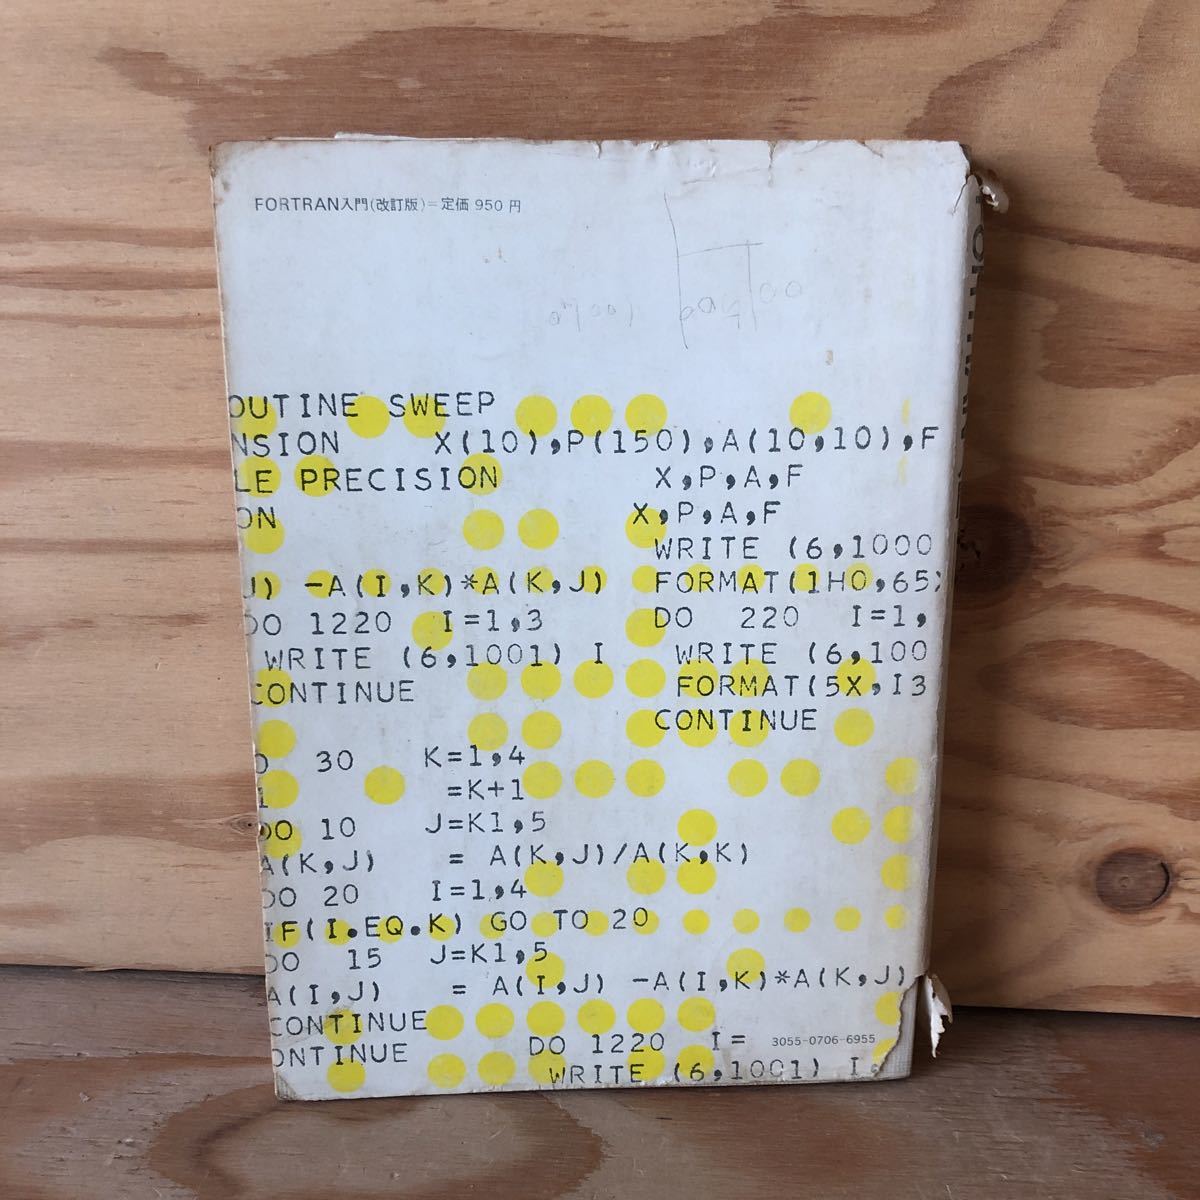 FORTRAN入門(改訂版)=定価 950 円
OUTINE SWEEP
NSION X(10),P(150),A(10,10),F
LE PRECISION X,P,A,F
ON X,P,A,F
WRITE (6,1000
J) -A(I,K)*A(K,J) FORMAT(1H0,65X
DO 1220 I=1,3 DO 220 I=1,
WRITE (6,1001) I WRITE (6,100
CONTINUE FORMAT(5X,I3
CONTINUE
O 30 K=1,4
1 =K+1
DO 10 J=K1,5
A(K,J) = A(K,J)/A(K,K)
DO 20 I=1,4
IF(I.EQ.K) GO TO 20
DO 15 J=K1,5
A(I,J) = A(I,J) -A(I,K)*A(K,J)
CONTINUE
ONTINUE DO 1220 I= 3055-0706-6955
WRITE (6,1001) I